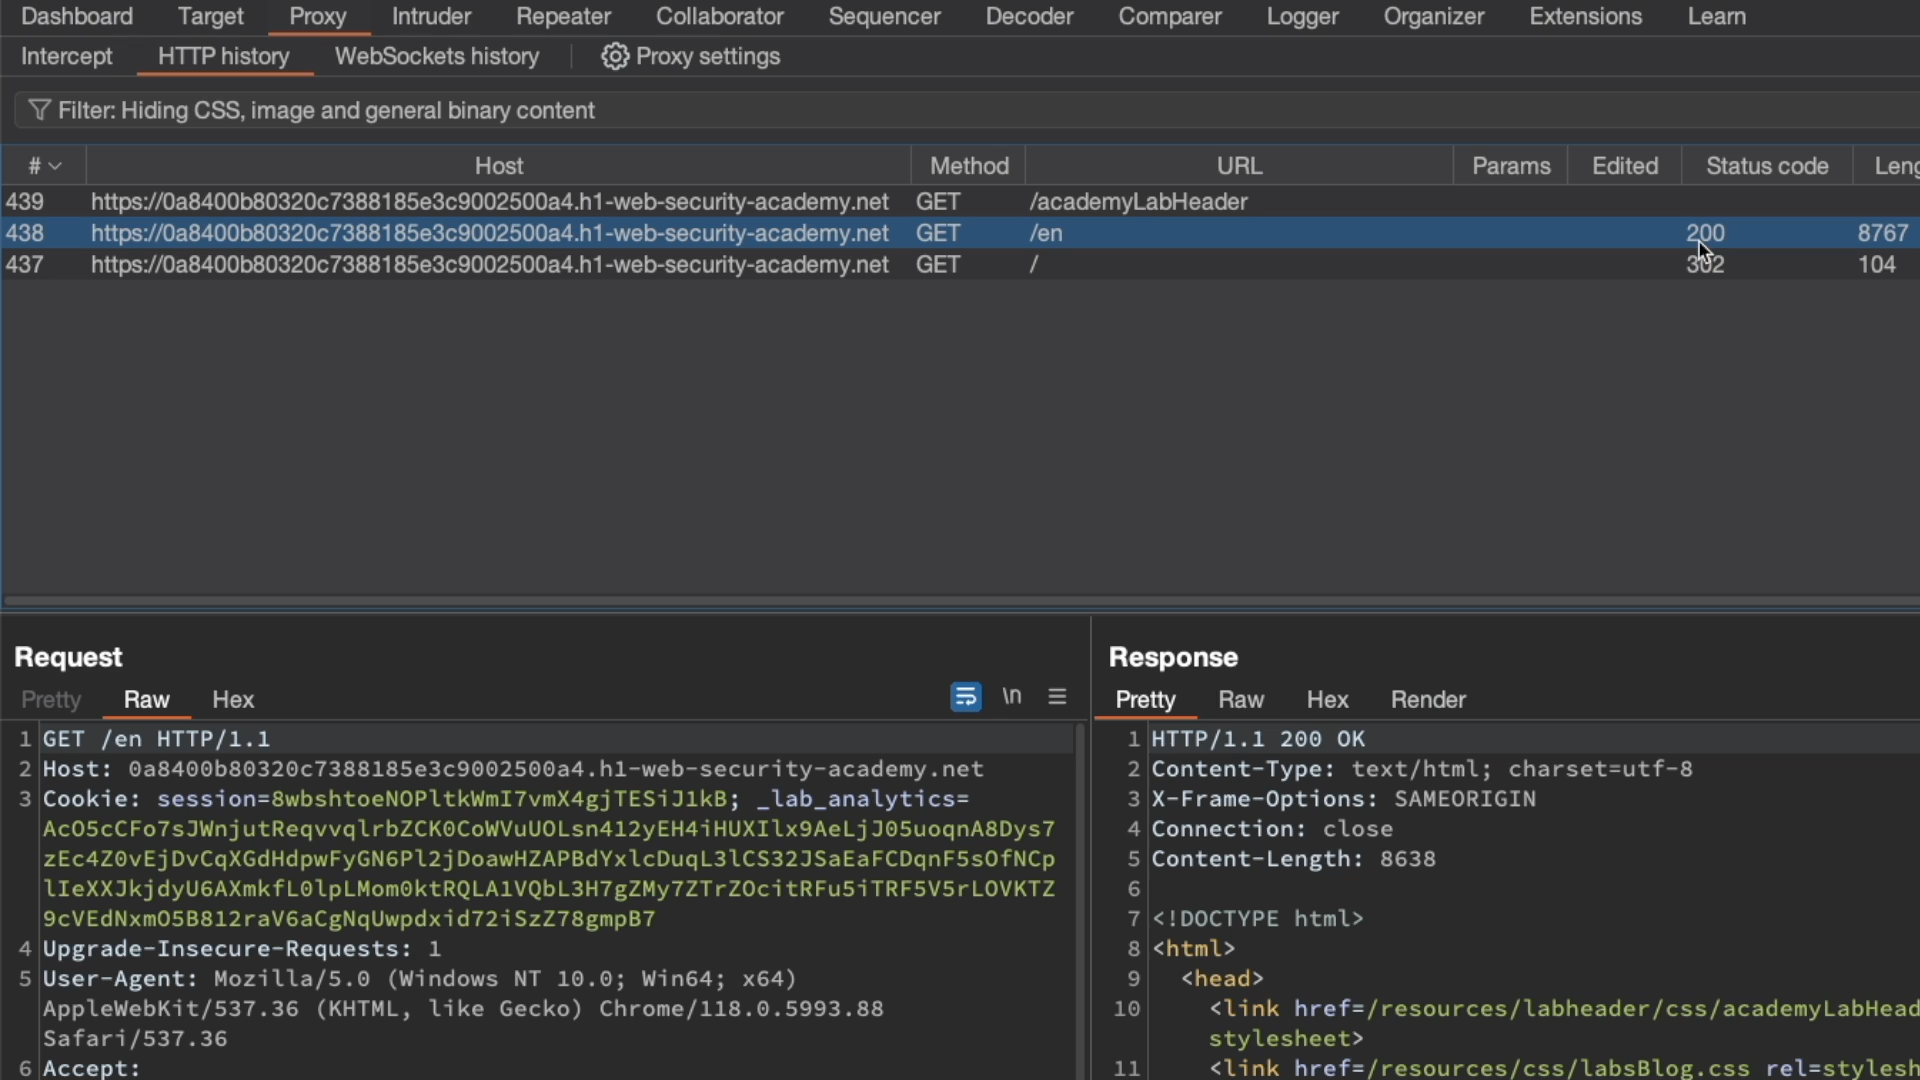 Dashboard Target Proxy Intruder Repeater Collaborator Sequencer Decoder Comparer Logger Organizer Extensions Learn
Intercept HTTP history WebSockets history Proxy settings
Filter: Hiding CSS, image and general binary content
# Host Method URL Params Edited Status code Leng
439 https://0a8400b80320c7388185e3c9002500a4.h1-web-security-academy.net GET /academyLabHeader
438 https://0a8400b80320c7388185e3c9002500a4.h1-web-security-academy.net GET /en 200 8767
437 https://0a8400b80320c7388185e3c9002500a4.h1-web-security-academy.net GET / 302 104
Request
Pretty Raw Hex \n
1 GET /en HTTP/1.1
2 Host: 0a8400b80320c7388185e3c9002500a4.h1-web-security-academy.net
3 Cookie: session=8wbshtoeNOPltkWmI7vmX4gjTESiJ1kB; _lab_analytics=
AcO5cCFo7sJWnjutReqvvqlrbZCK0CoWVuUOLsn412yEH4iHUXIlx9AeLjJ05uoqnA8Dys7
zEc4Z0vEjDvCqXGdHdpwFyGN6Pl2jDoawHZAPBdYxlcDuqL3lCS32JSaEaFCDqnF5sOfNCp
lIeXXJkjdyU6AXmkfL0lpLMom0ktRQLA1VQbL3H7gZMy7ZTrZOcitRFu5iTRF5V5rLOVKTZ
9cVEdNxmO5B812raV6aCgNqUwpdxid72iSzZ78gmpB7
4 Upgrade-Insecure-Requests: 1
5 User-Agent: Mozilla/5.0 (Windows NT 10.0; Win64; x64)
AppleWebKit/537.36 (KHTML, like Gecko) Chrome/118.0.5993.88
Safari/537.36
6 Accept:
Response
Pretty Raw Hex Render
1 HTTP/1.1 200 OK
2 Content-Type: text/html; charset=utf-8
3 X-Frame-Options: SAMEORIGIN
4 Connection: close
5 Content-Length: 8638
6
7 <!DOCTYPE html>
8 <html>
9 <head>
10 <link href=/resources/labheader/css/academyLabHead
stylesheet>
11 <link href=/resources/css/labsBlog.css rel=stylesh